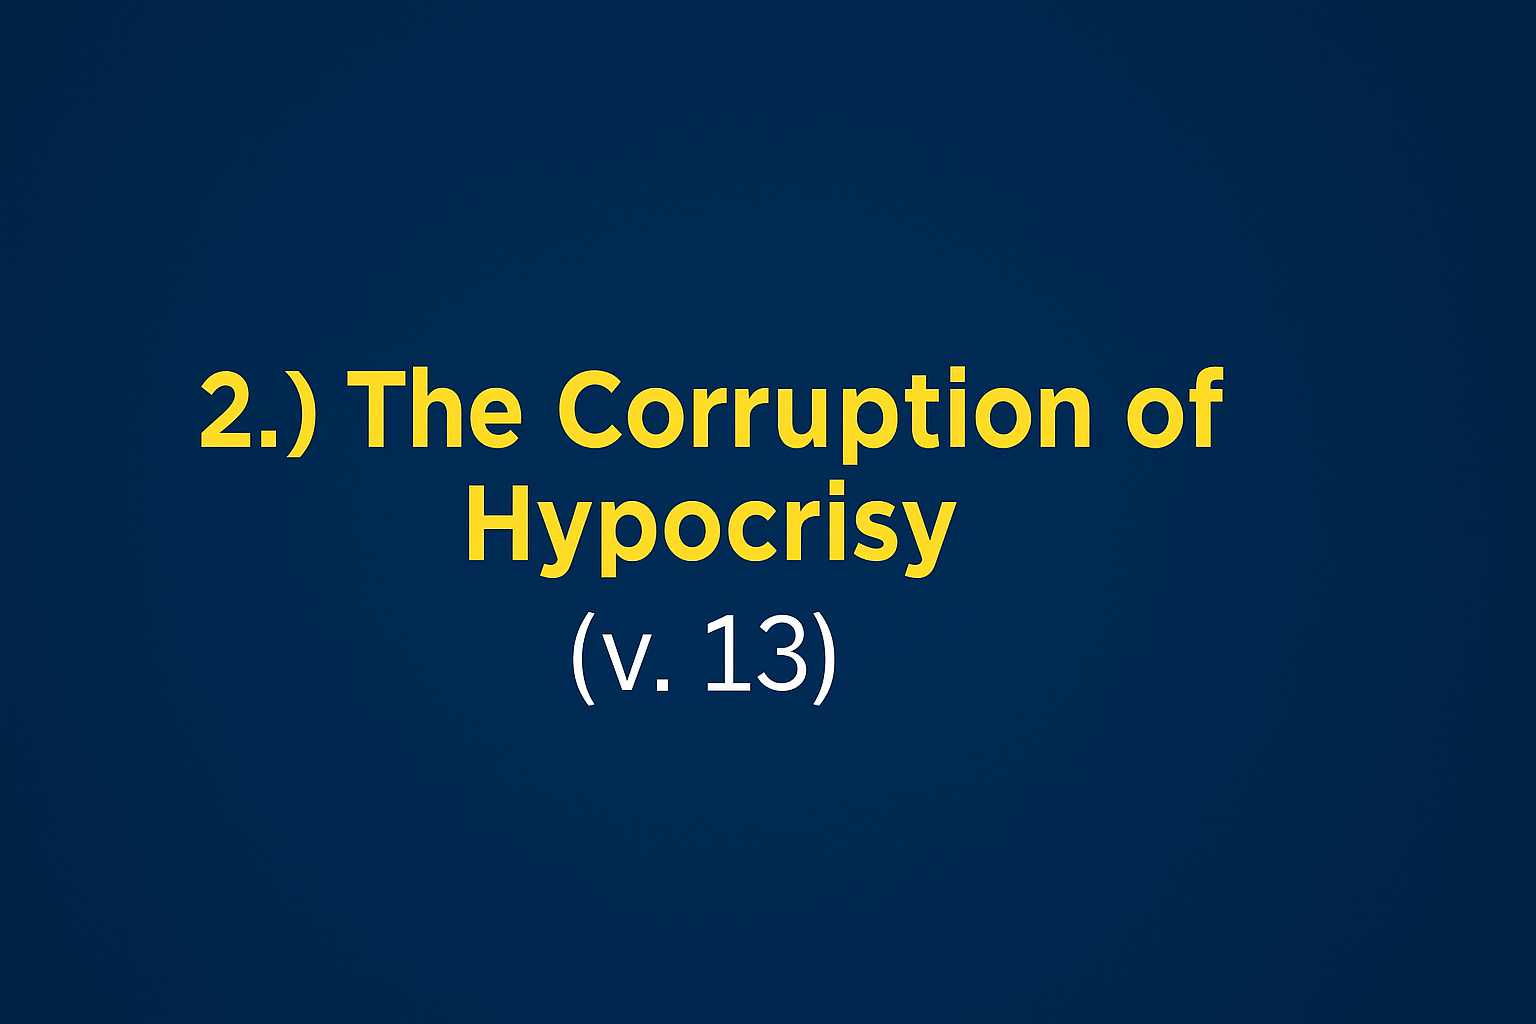 2.) The Corruption of
Hypocrisy
(v. 13)